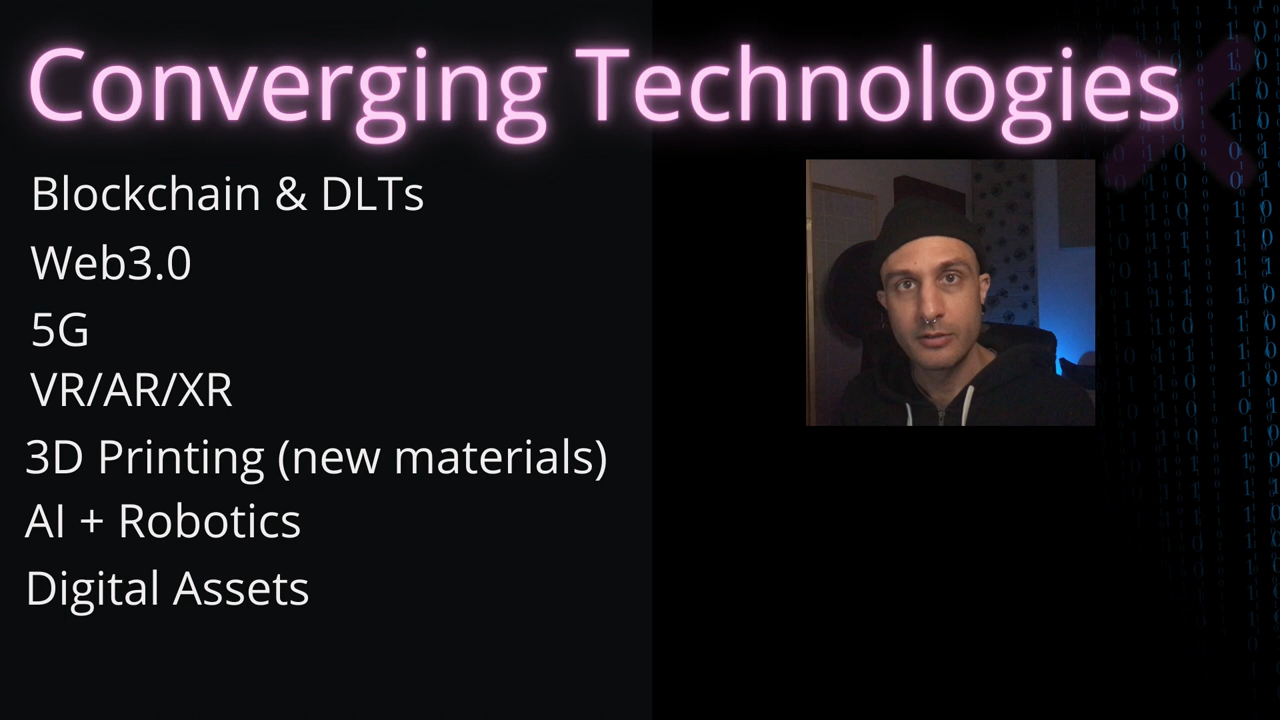 Converging Technologies
Blockchain & DLTs
Web3.0
5G
VR/AR/XR
3D Printing (new materials)
AI + Robotics
Digital Assets